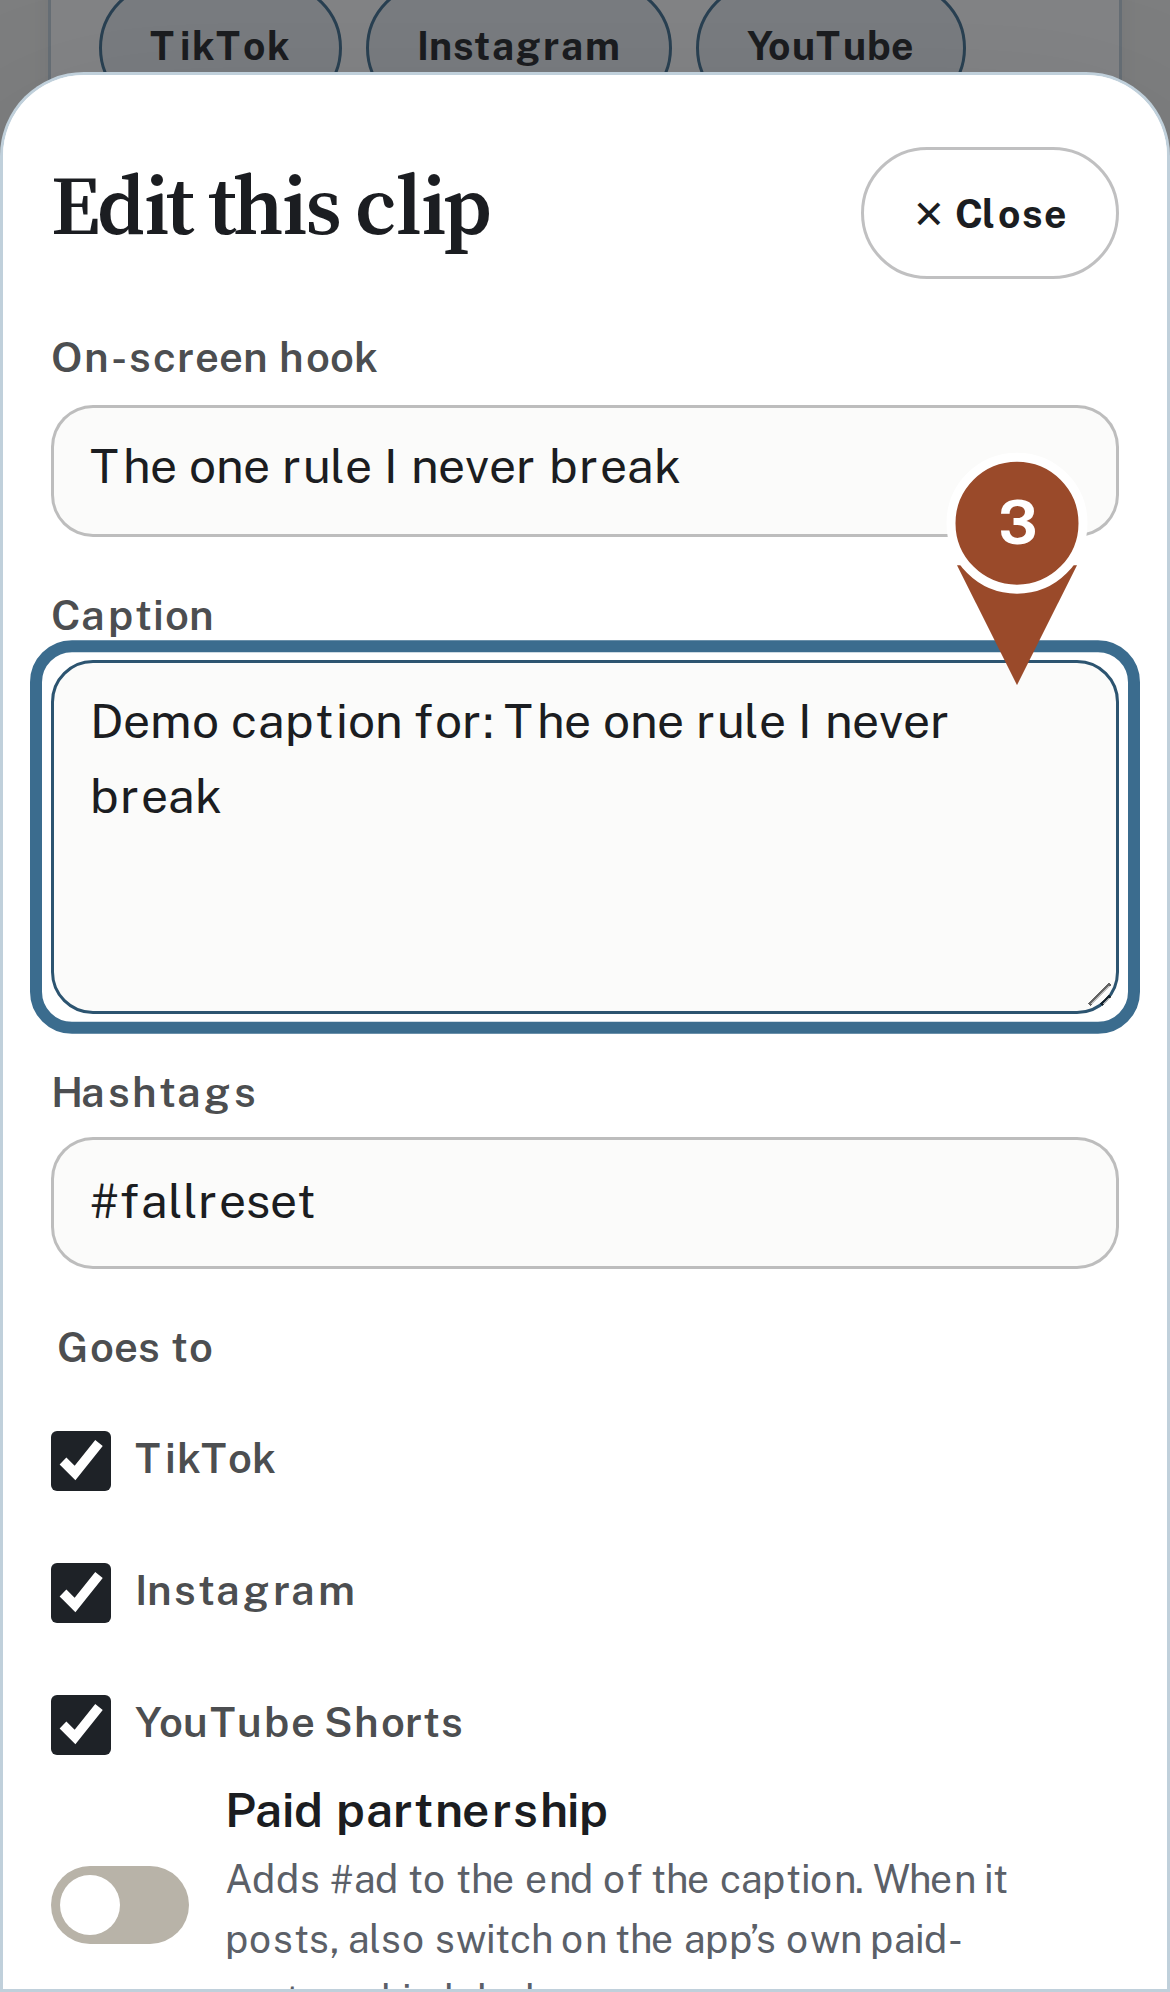 TikTok Instagram YouTube
Edit this clip
× Close
On-screen hook
The one rule I never break
3
Caption
Demo caption for: The one rule I never
break
Hashtags
#fallreset
Goes to
TikTok
Instagram
YouTube Shorts
Paid partnership
Adds #ad to the end of the caption. When it
posts, also switch on the app’s own paid-